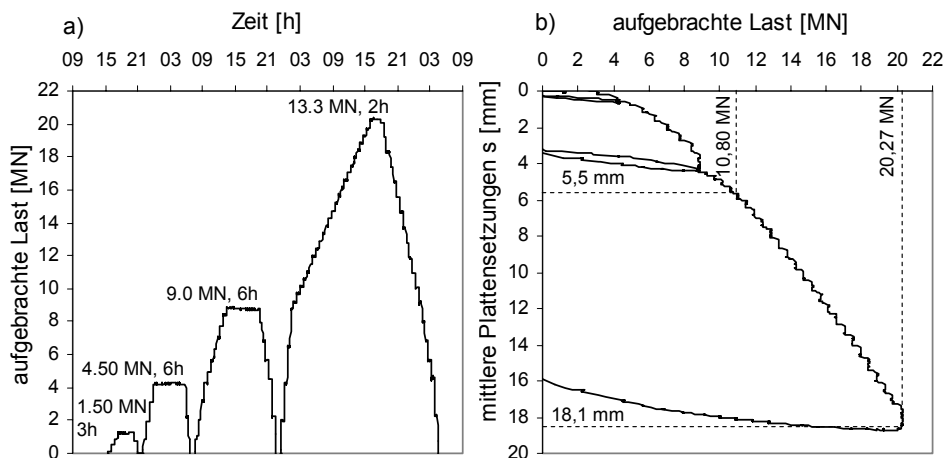 a)
Zeit [h]
09 15 21 03 09 15 21 03 09 15 21 03 09
aufgebrachte Last [MN]
22
20
18
16
14
12
10
8
6
4
2
0
13.3 MN, 2h
9.0 MN, 6h
4.50 MN, 6h
1.50 MN
3h
b)
aufgebrachte Last [MN]
0 2 4 6 8 10 12 14 16 18 20 22
mittlere Plattensetzungen s [mm]
0
2
4
6
8
10
12
14
16
18
20
10,80 MN
20,27 MN
5,5 mm
18,1 mm